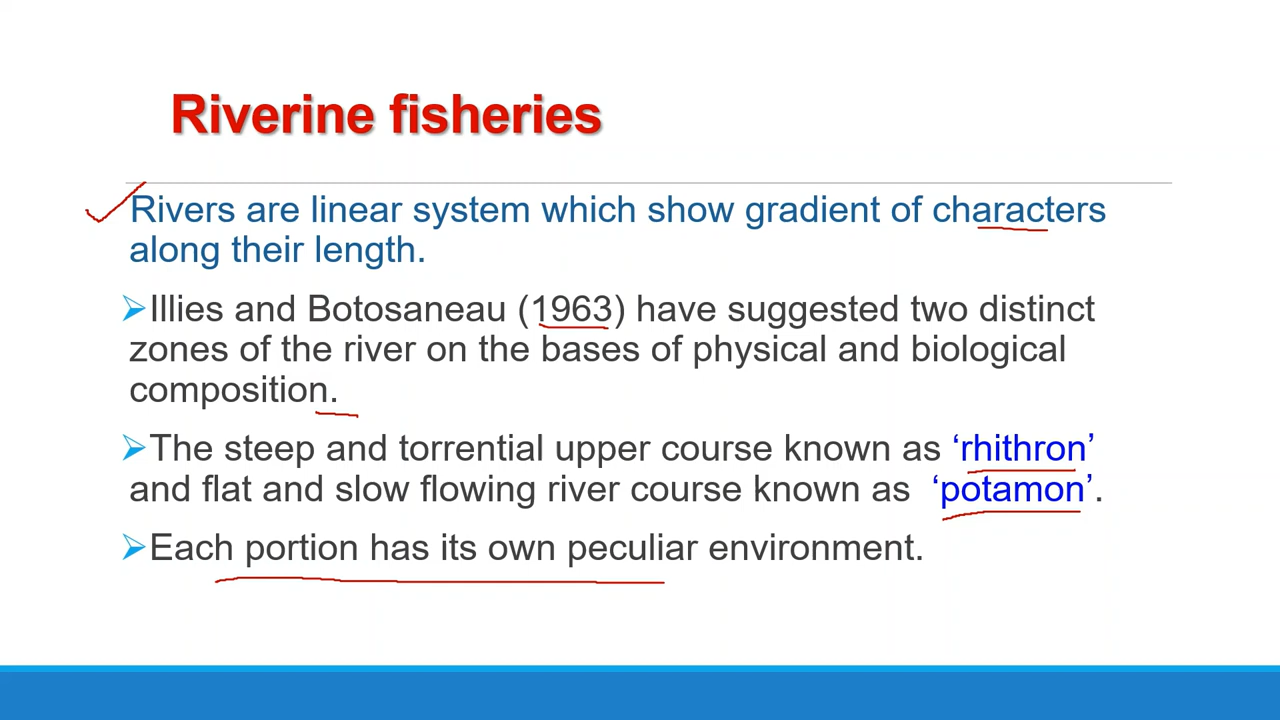 Riverine fisheries
Rivers are linear system which show gradient of characters
along their length.
Illies and Botosaneau (1963) have suggested two distinct
zones of the river on the bases of physical and biological
composition.
The steep and torrential upper course known as ‘rhithron’
and flat and slow flowing river course known as ‘potamon’.
Each portion has its own peculiar environment.